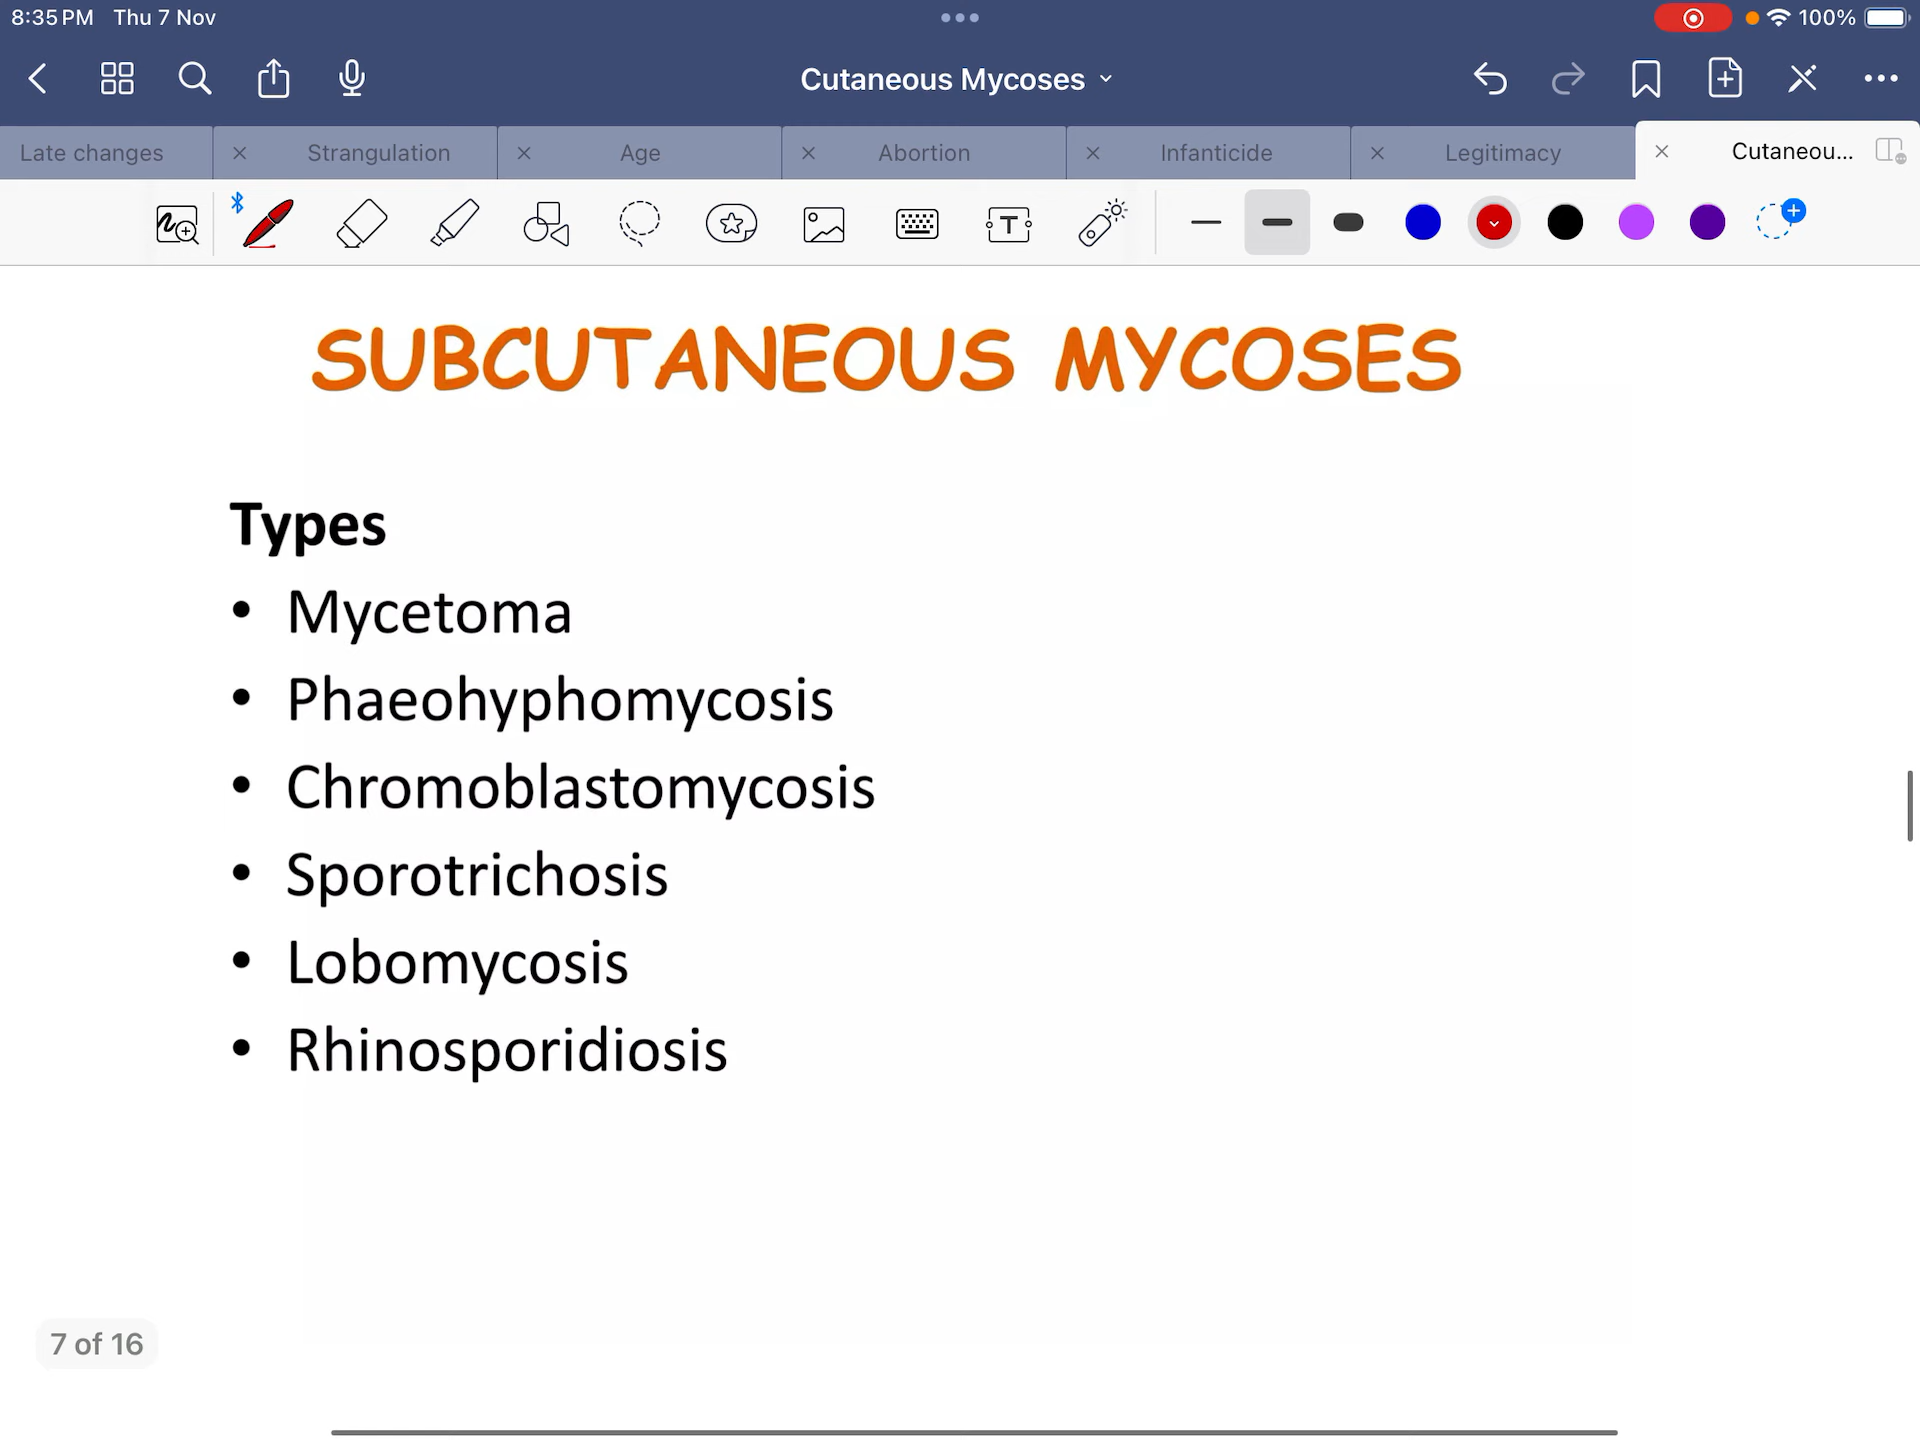 8:35 PM Thu 7 Nov 100%
Cutaneous Mycoses
Late changes Strangulation Age Abortion Infanticide Legitimacy Cutaneou...
T
SUBCUTANEOUS MYCOSES
Types
• Mycetoma
• Phaeohyphomycosis
• Chromoblastomycosis
• Sporotrichosis
• Lobomycosis
• Rhinosporidiosis
7 of 16